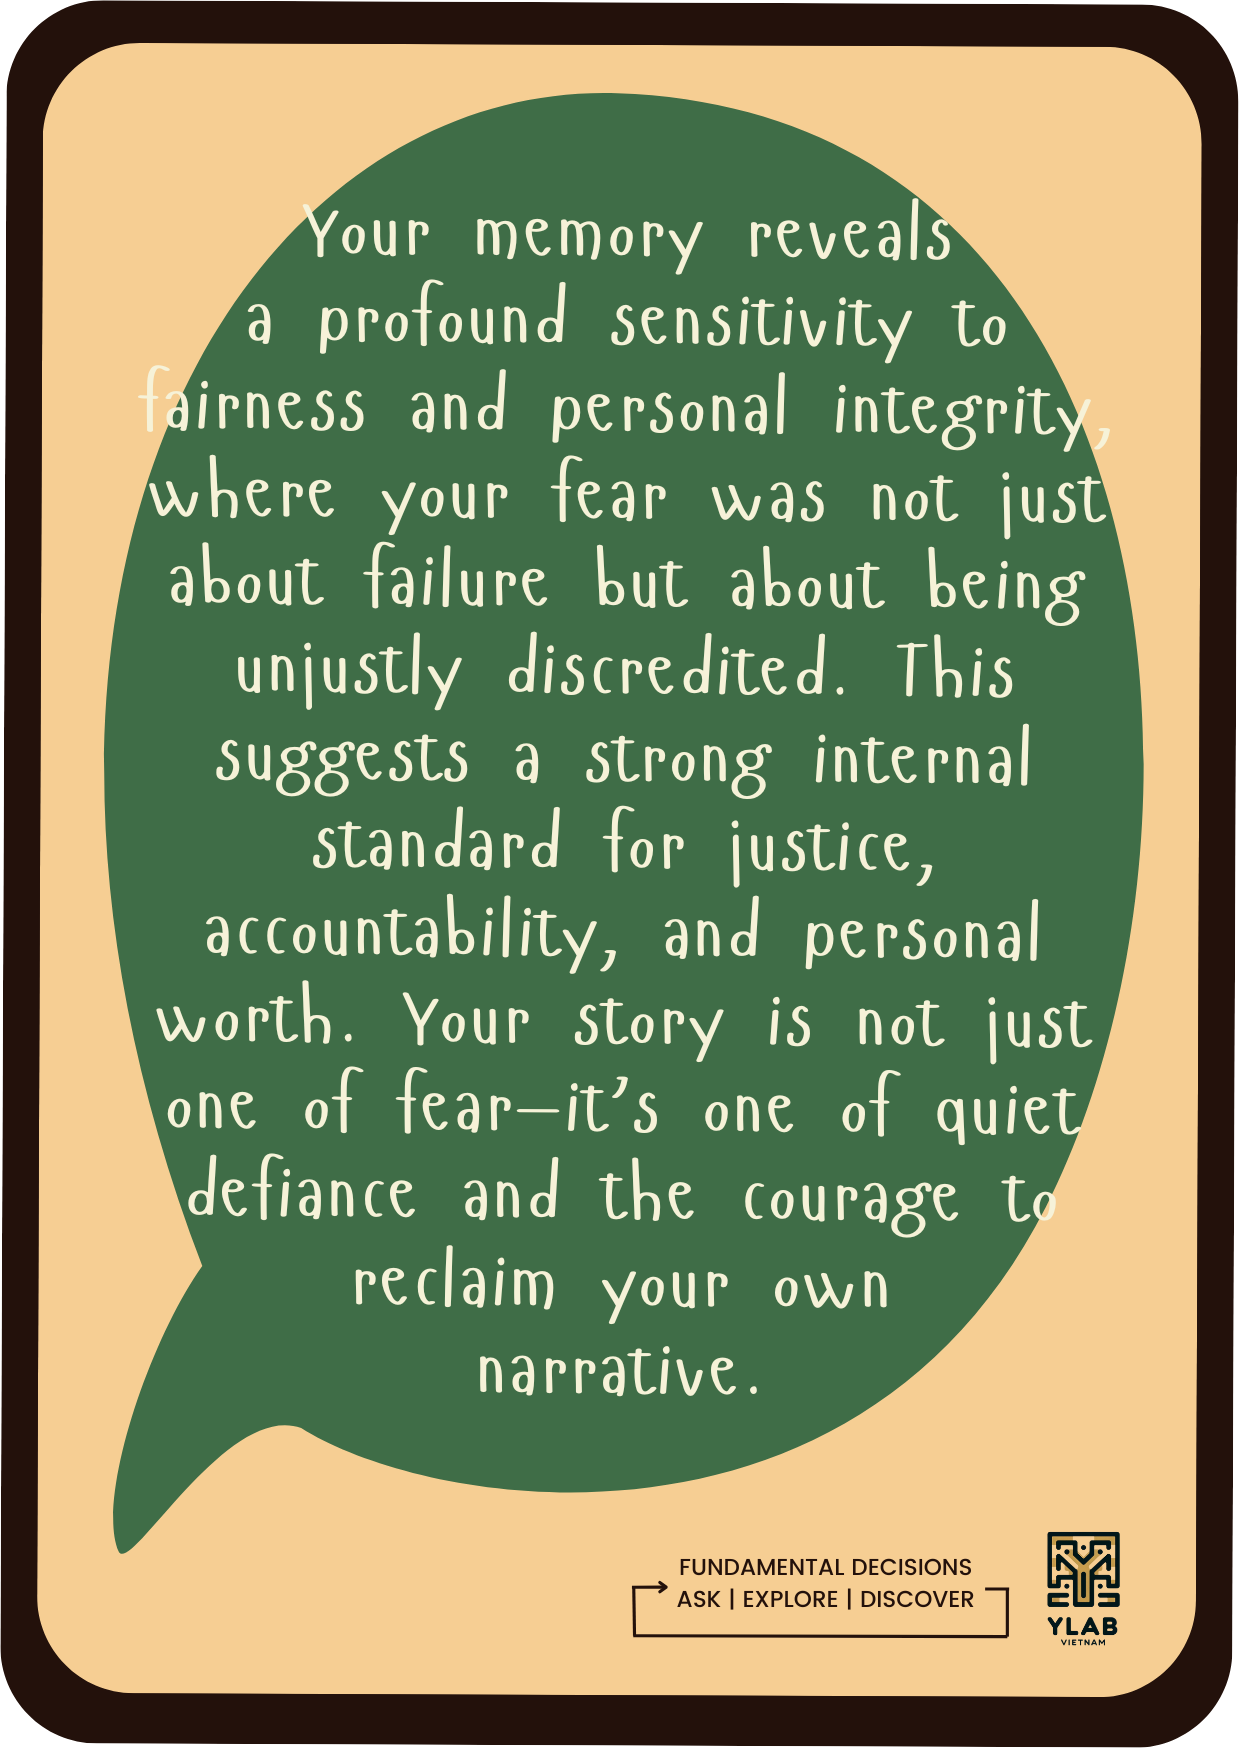 Your memory reveals
a profound sensitivity to
fairness and personal integrity,
where your fear was not just
about failure but about being
unjustly discredited. This
suggests a strong internal
standard for justice,
accountability, and personal
worth. Your story is not just
one of fear—it’s one of quiet
defiance and the courage to
reclaim your own
narrative.
FUNDAMENTAL DECISIONS
ASK | EXPLORE | DISCOVER
YLAB
VIETNAM